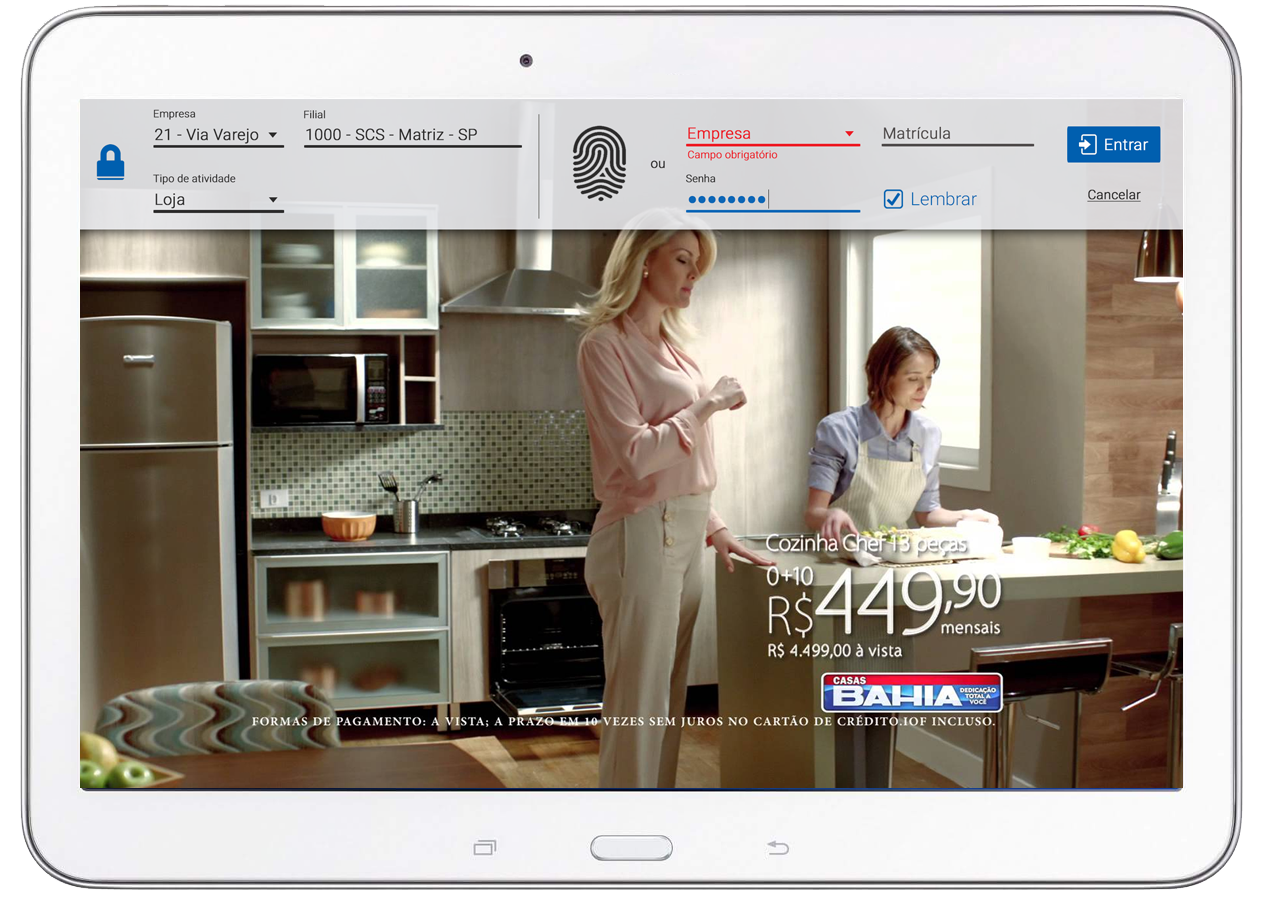 Empresa
21 - Via Varejo
Filial
1000 - SCS - Matriz - SP
Tipo de atividade
Loja
ou
Empresa
Campo obrigatório
Matrícula
Senha
Lembrar
Entrar
Cancelar
Cozinha Chef 13 peças
0+10
R$449,90
mensais
R$ 4.499,00 à vista
CASAS
BAHIA
DEDICAÇÃO
TOTAL A
VOCÊ
FORMAS DE PAGAMENTO: A VISTA; A PRAZO EM 10 VEZES SEM JUROS NO CARTÃO DE CRÉDITO.IOF INCLUSO.